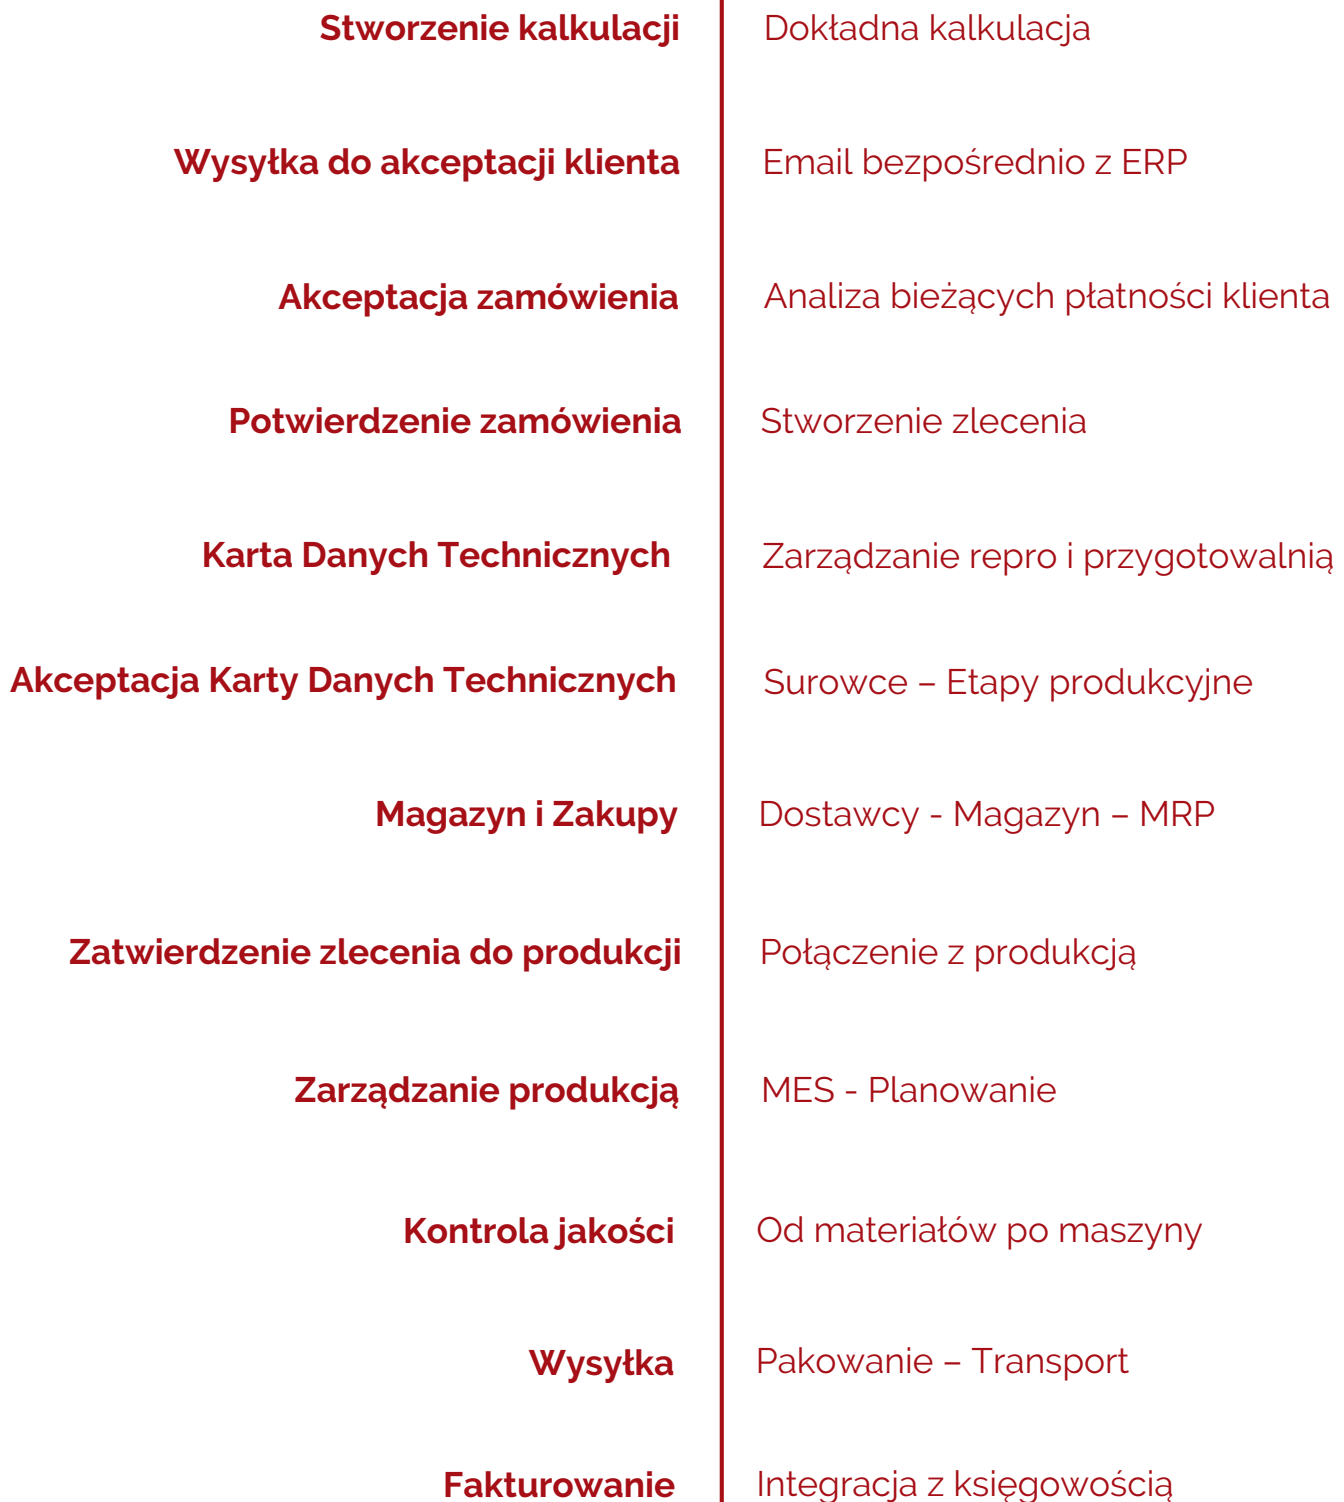 Stworzenie kalkulacji
Dokładna kalkulacja
Wysyłka do akceptacji klienta
Email bezpośrednio z ERP
Akceptacja zamówienia
Analiza bieżących płatności klienta
Potwierdzenie zamówienia
Stworzenie zlecenia
Karta Danych Technicznych
Zarządzanie repro i przygotowalnią
Akceptacja Karty Danych Technicznych
Surowce – Etapy produkcyjne
Magazyn i Zakupy
Dostawcy - Magazyn – MRP
Zatwierdzenie zlecenia do produkcji
Połączenie z produkcją
Zarządzanie produkcją
MES - Planowanie
Kontrola jakości
Od materiałów po maszyny
Wysyłka
Pakowanie – Transport
Fakturowanie
Integracja z księgowością